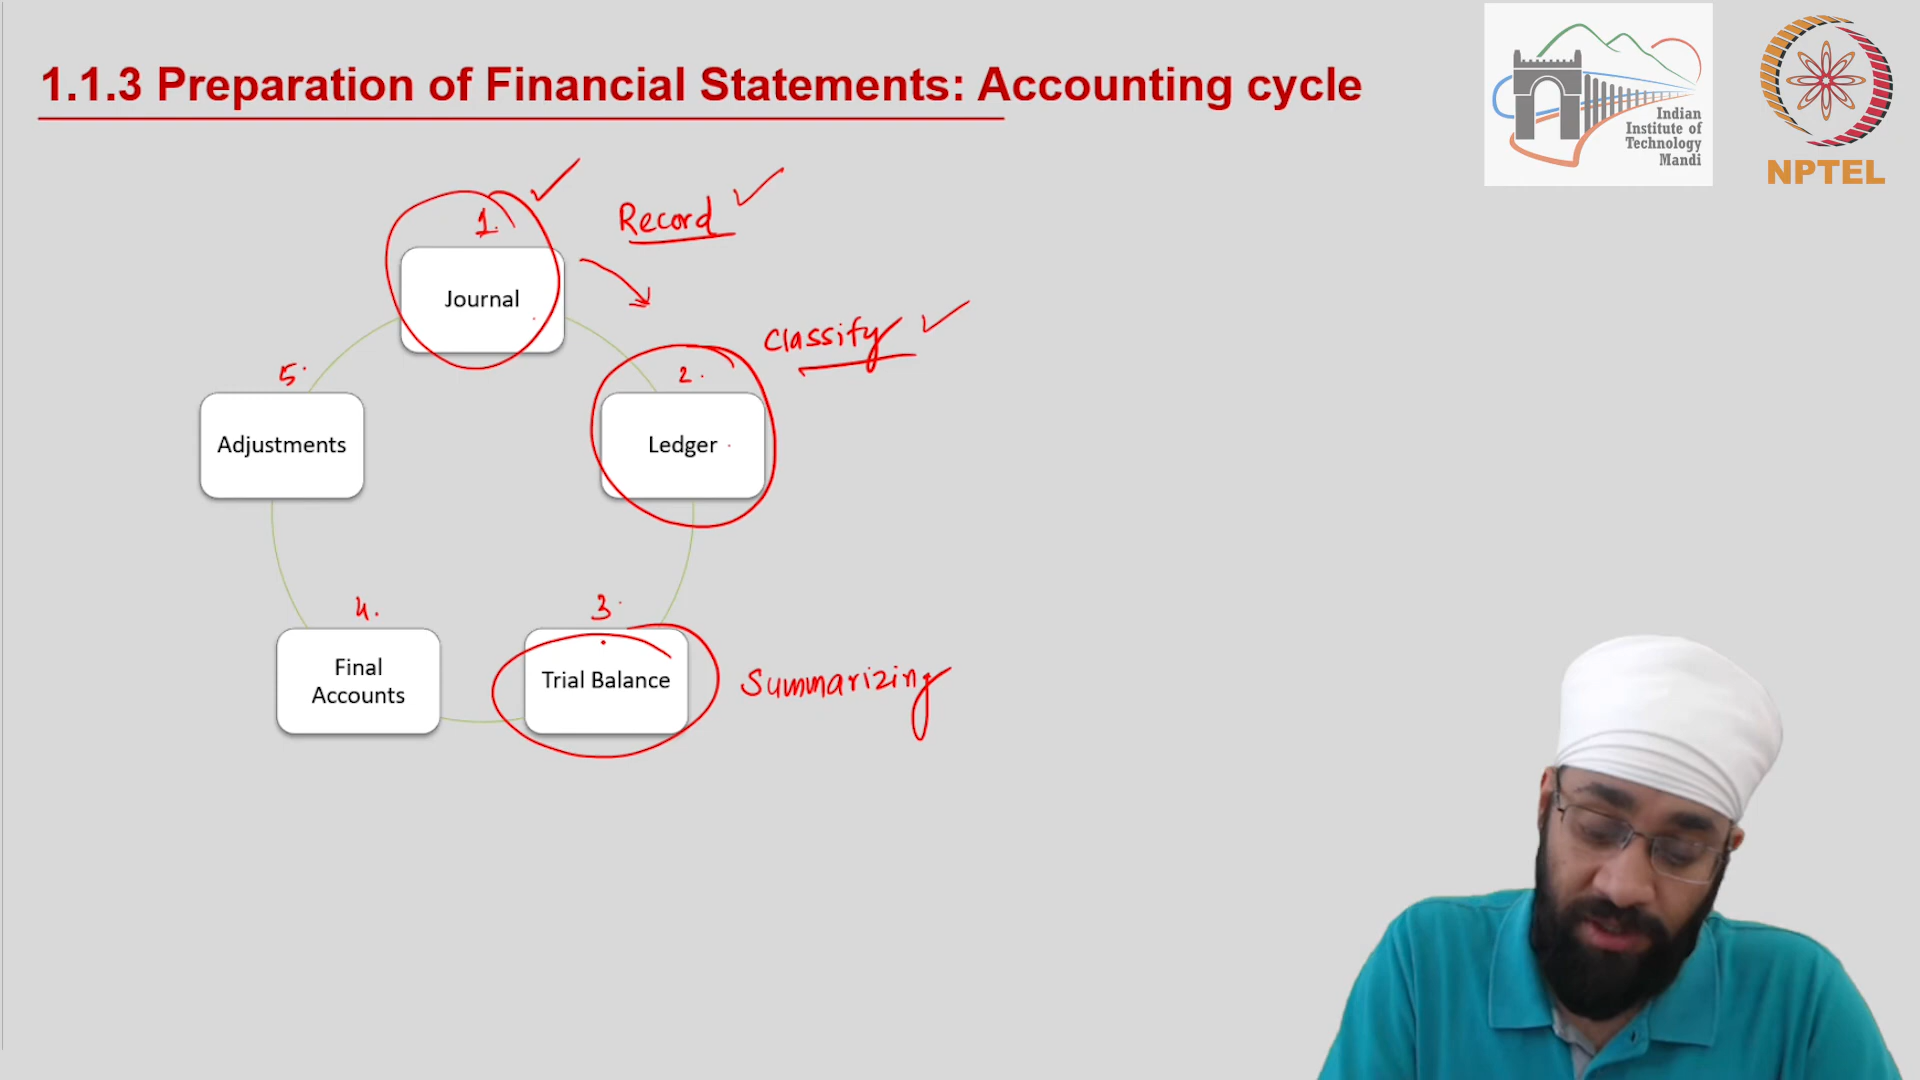 1.1.3 Preparation of Financial Statements: Accounting cycle
Indian
Institute of
Technology
Mandi
NPTEL
1.
Record
Journal
Classify
5.
2.
Adjustments
Ledger
4.
3.
Final
Accounts
Trial Balance
Summarizing